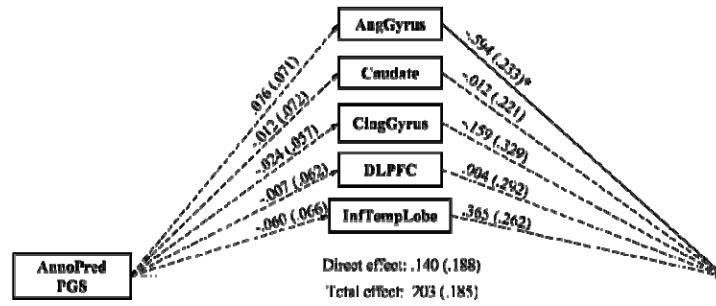 AngGyrus
.076 (.071)
-.594 (.233)*
Caudate
-.012 (.072)
-.012 (.221)
CingGyrus
-.024 (.057)
-.159 (.329)
DLPFC
-.007 (.062)
.004 (.292)
InfTempLobe
-.060 (.066)
-.365 (.262)
AnnoPred
PGS
Direct effect: .140 (.188)
Total effect: .203 (.185)